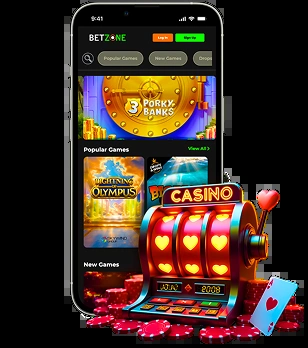 9:41
BETZONE
Log in
Sign Up
Popular Games
New Games
3 PORKY
BANKS
Popular Games
View All >
LIGHTNING
OF
OLYMPUS
New Games
CASINO